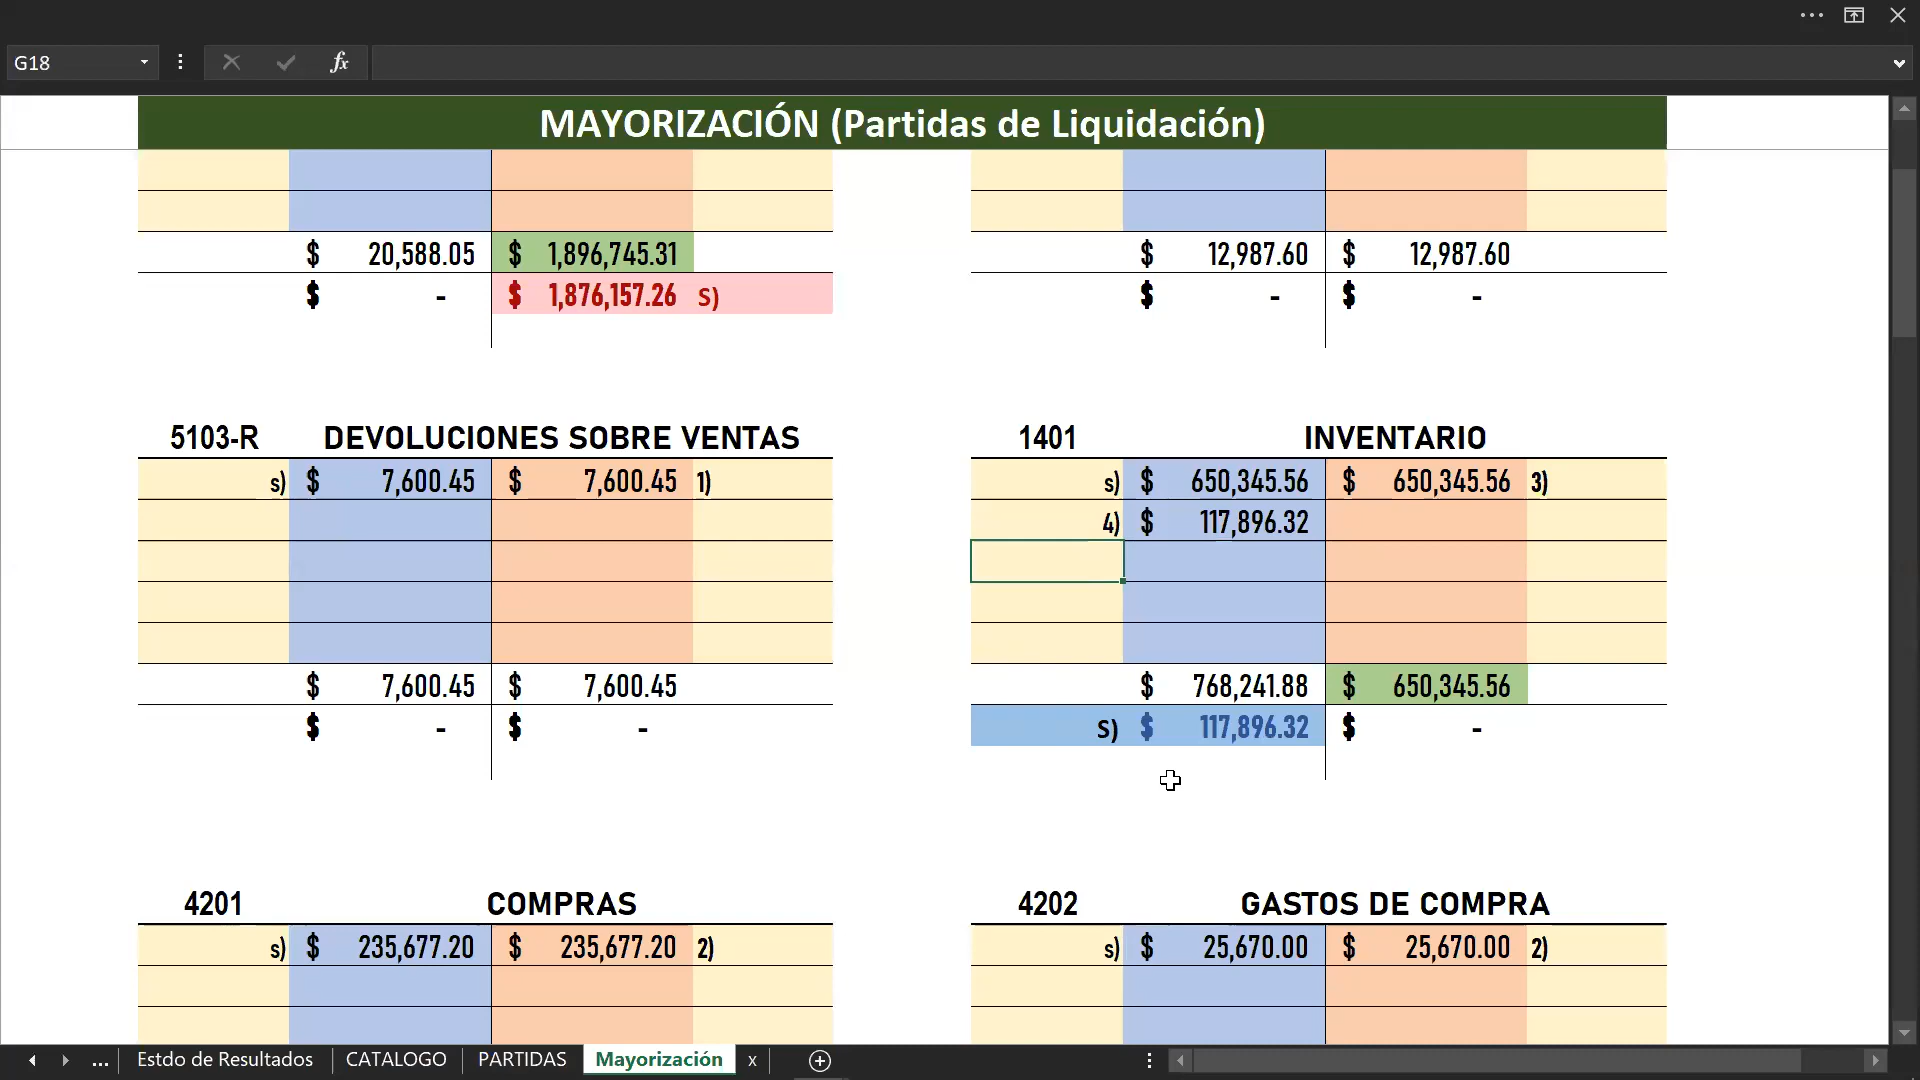 G18
fx
MAYORIZACIÓN (Partidas de Liquidación)
$ 20,588.05 $ 1,896,745.31
$ - $ 1,876,157.26 S)
$ 12,987.60 $ 12,987.60
$ - $ -
5103-R DEVOLUCIONES SOBRE VENTAS
s) $ 7,600.45 $ 7,600.45 1)
$ 7,600.45 $ 7,600.45
$ - $ -
1401 INVENTARIO
s) $ 650,345.56 $ 650,345.56 3)
4) $ 117,896.32
$ 768,241.88 $ 650,345.56
S) $ 117,896.32 $ -
4201 COMPRAS
s) $ 235,677.20 $ 235,677.20 2)
4202 GASTOS DE COMPRA
s) $ 25,670.00 $ 25,670.00 2)
... Estdo de Resultados CATALOGO PARTIDAS Mayorización x